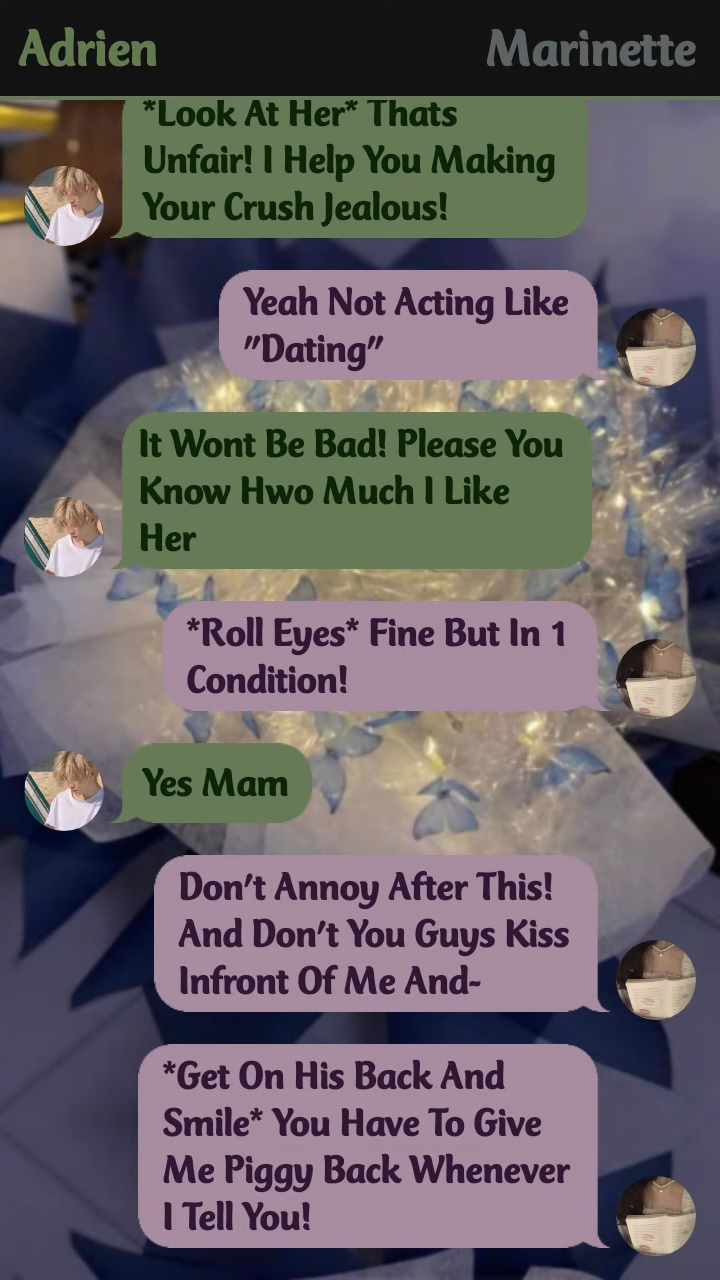 Adrien
Marinette
*Look At Her* Thats
Unfair! I Help You Making
Your Crush Jealous!
Yeah Not Acting Like
"Dating"
It Wont Be Bad! Please You
Know Hwo Much I Like
Her
*Roll Eyes* Fine But In 1
Condition!
Yes Mam
Don't Annoy After This!
And Don't You Guys Kiss
Infront Of Me And-
*Get On His Back And
Smile* You Have To Give
Me Piggy Back Whenever
I Tell You!